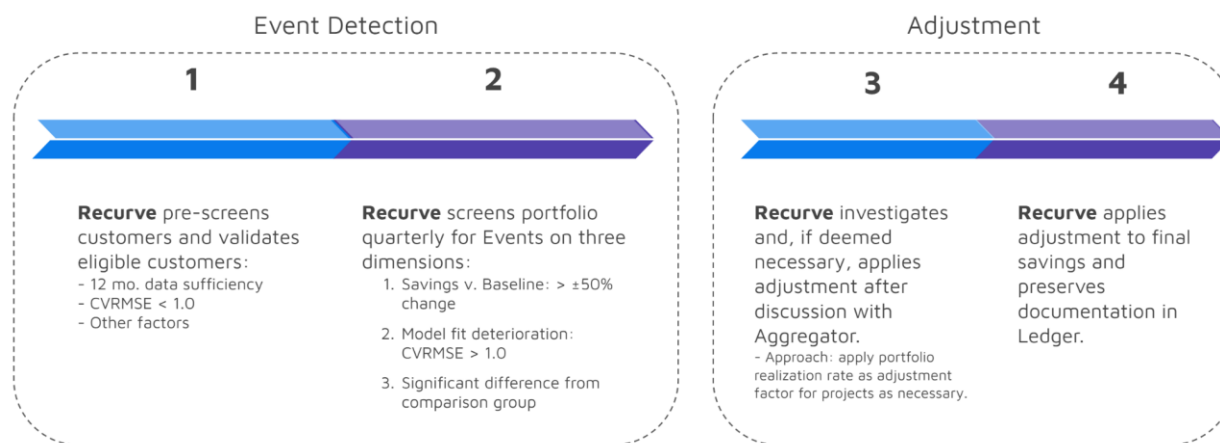 Event Detection
1
2
Recurve pre-screens
customers and validates
eligible customers:
- 12 mo. data sufficiency
- CVRMSE < 1.0
- Other factors
Recurve screens portfolio
quarterly for Events on three
dimensions:
1. Savings v. Baseline: > ±50%
change
2. Model fit deterioration:
CVRMSE > 1.0
3. Significant difference from
comparison group
Adjustment
3
4
Recurve investigates
and, if deemed
necessary, applies
adjustment after
discussion with
Aggregator.
- Approach: apply portfolio
realization rate as adjustment
factor for projects as necessary.
Recurve applies
adjustment to final
savings and
preserves
documentation in
Ledger.